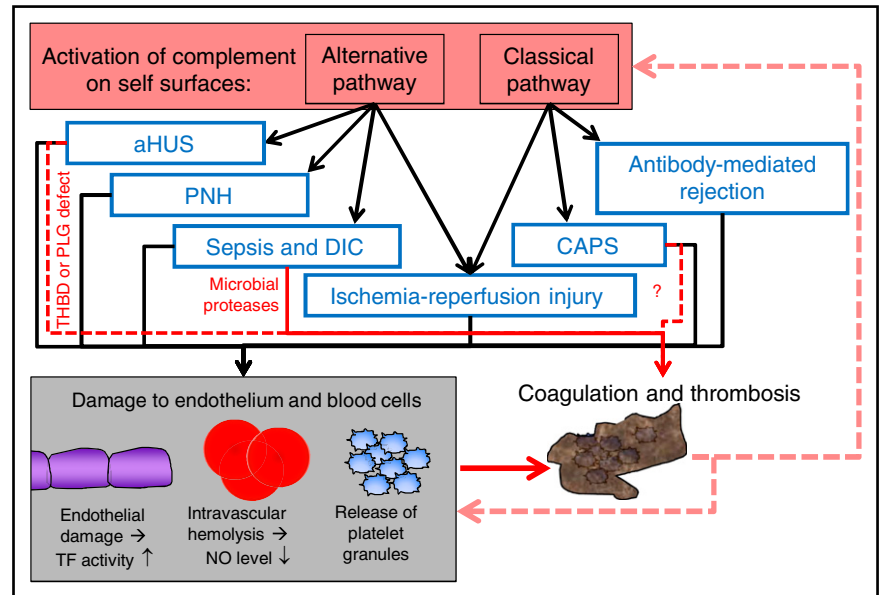 Activation of complement
on self surfaces:
Alternative
pathway
Classical
pathway
aHUS
PNH
Sepsis and DIC
Ischemia-reperfusion injury
CAPS
Antibody-mediated
rejection
THBD or PLG defect
Microbial
proteases
?
Damage to endothelium and blood cells
Coagulation and thrombosis
Endothelial
damage →
TF activity ↑
Intravascular
hemolysis →
NO level ↓
Release of
platelet
granules